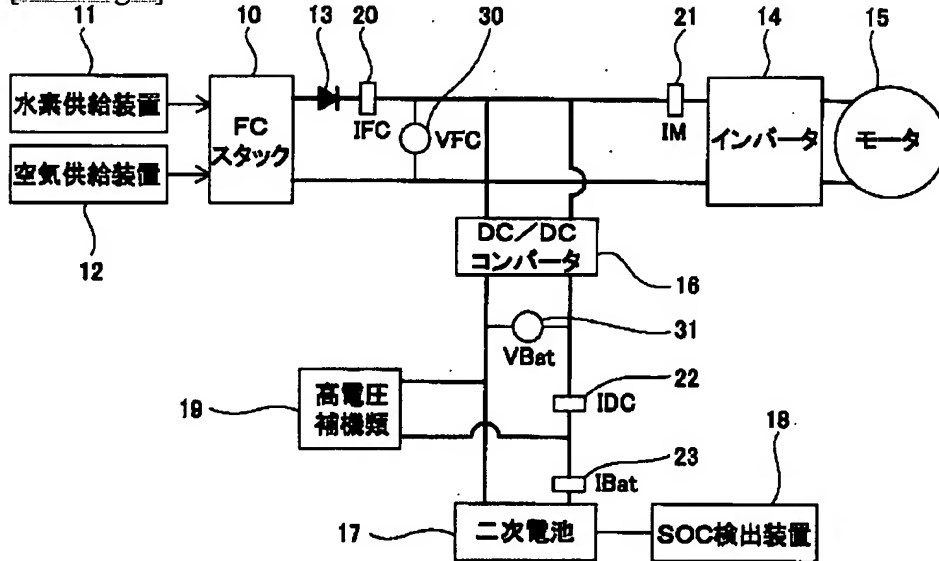 11
10
13
20
30
21
14
15
水素供給装置
FC
スタック
IFC
VFC
IM
インバータ
モータ
空気供給装置
12
DC/DC
コンバータ
16
31
VBat
22
19
高電圧
補機類
IDC
18
23
IBat
17
二次電池
SOC検出装置